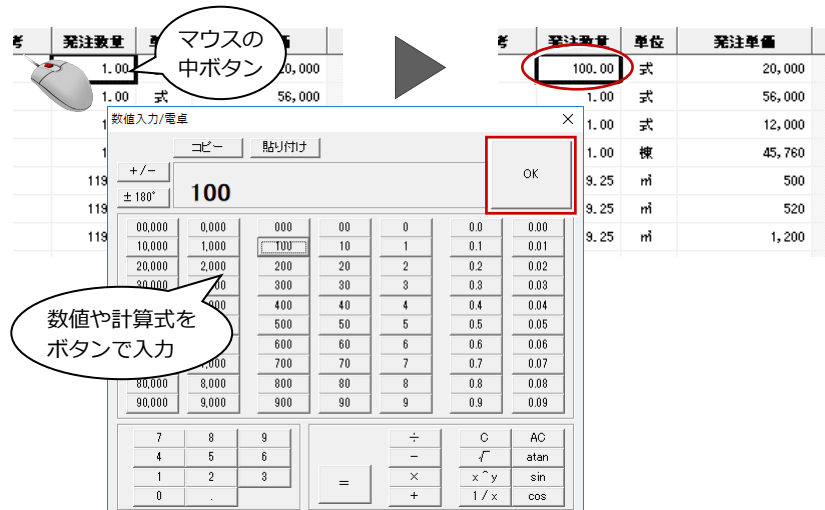 考 発注数量
1.00 20,000
1.00 式 56,000
1
1
119
119
119
マウスの
中ボタン
考 発注数量 単位 発注単価
100.00 式 20,000
1.00 式 56,000
1.00 式 12,000
1.00 棟 45,760
9.25 ㎡ 500
9.25 ㎡ 520
9.25 ㎡ 1,200
数値入力/電卓 ×
コピー 貼り付け
+/-
±180°
100
OK
00,000 0,000 000 00 0 0.0 0.00
10,000 1,000 100 10 1 0.1 0.01
20,000 2,000 200 20 2 0.2 0.02
30,000 300 30 3 0.3 0.03
400 40 4 0.4 0.04
500 50 5 0.5 0.05
600 60 6 0.6 0.06
700 70 7 0.7 0.07
80,000 8,000 800 80 8 0.8 0.08
90,000 9,000 900 90 9 0.9 0.09
数値や計算式を
ボタンで入力
7 8 9 ÷ C AC
4 5 6 - √ atan
1 2 3 = × x^y sin
0 . + 1/x cos